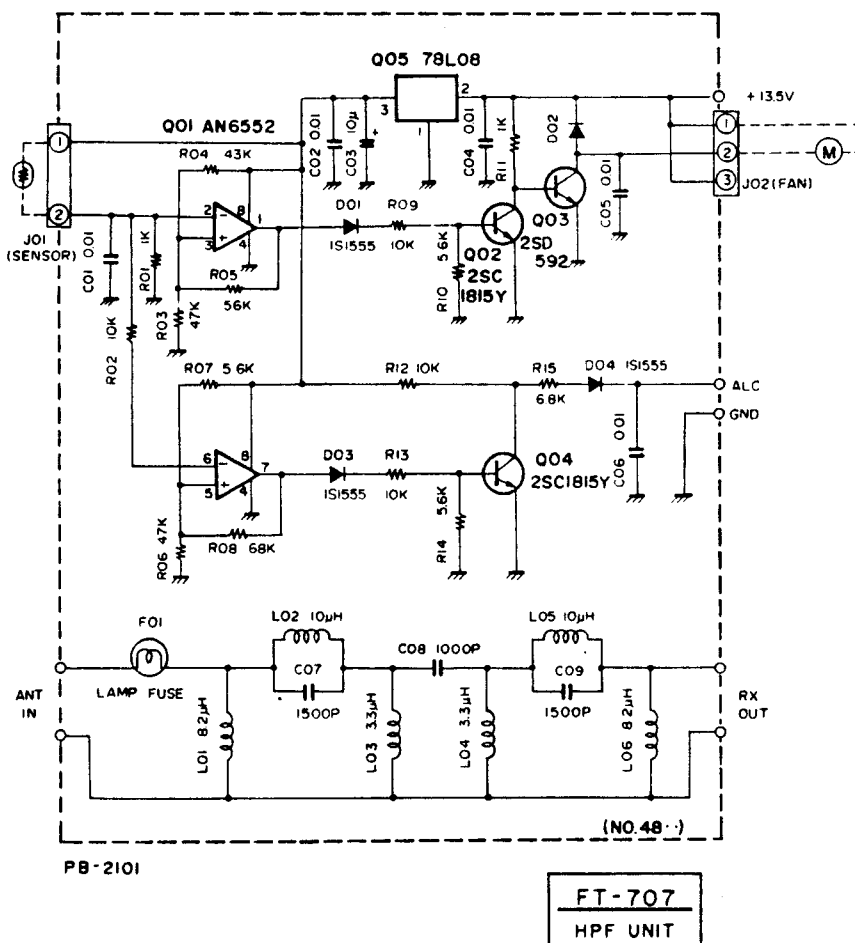 Q05 78L08
3
2
1
+13.5V
Q01 AN6552
1
2
J01
(SENSOR)
R04 43K
C02 0.01
C03 10µ
+
C04 0.01
R11 1K
D02
1
2
3
M
J02(FAN)
C05 0.01
2
3
8
4
1
−
+
D01
1S1555
R09
10K
Q03
2SD
592
Q02
2SC
1815Y
5.6K
R10
C01 0.01
R01 1K
R05
56K
R03 47K
R02 10K
R07 5.6K
R12 10K
R15
6.8K
D04 1S1555
ALC
GND
C06 0.01
6
5
8
4
7
−
+
D03
1S1555
R13
10K
Q04
2SC1815Y
5.6K
R14
R06 47K
R08 68K
F01
LAMP FUSE
L02 10µH
C07
1500P
C08 1000P
L05 10µH
C09
1500P
ANT
IN
RX
OUT
L01 8.2µH
L03 3.3µH
L04 3.3µH
L06 8.2µH
(NO.48··)
PB-2101
FT-707
HPF UNIT